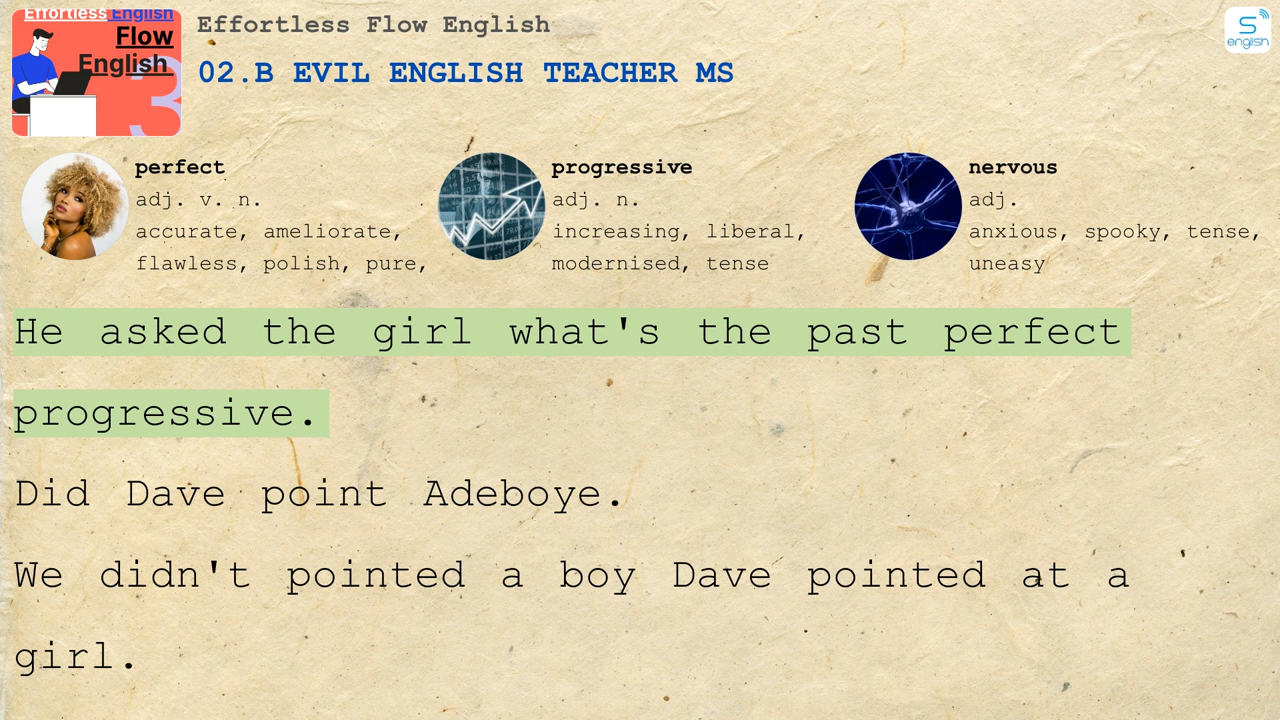 Effortless English
Flow
English
3
Effortless Flow English
02.B EVIL ENGLISH TEACHER MS
S
english
perfect
adj. v. n.
accurate, ameliorate,
flawless, polish, pure,
progressive
adj. n.
increasing, liberal,
modernised, tense
nervous
adj.
anxious, spooky, tense,
uneasy
He asked the girl what's the past perfect
progressive.
Did Dave point Adeboye.
We didn't pointed a boy Dave pointed at a
girl.